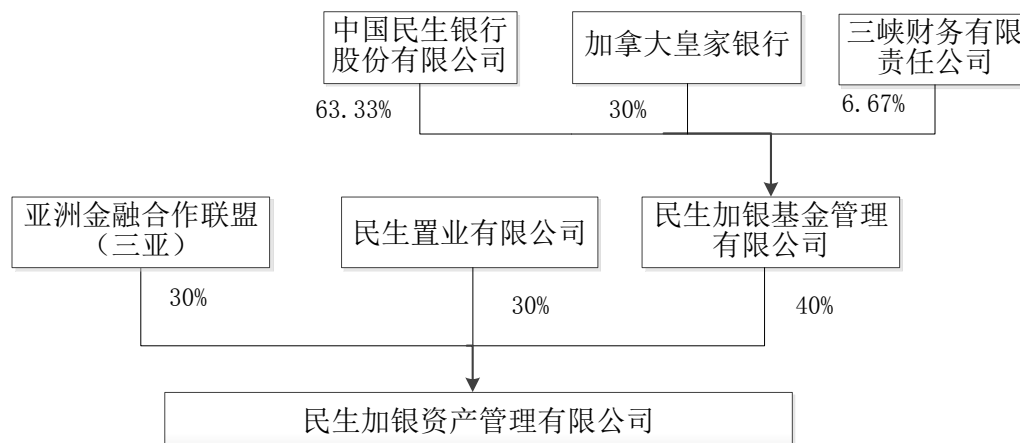 中国民生银行
股份有限公司
加拿大皇家银行
三峡财务有限
责任公司
63.33%
30%
6.67%
亚洲金融合作联盟
（三亚）
民生置业有限公司
民生加银基金管理
有限公司
30%
30%
40%
民生加银资产管理有限公司